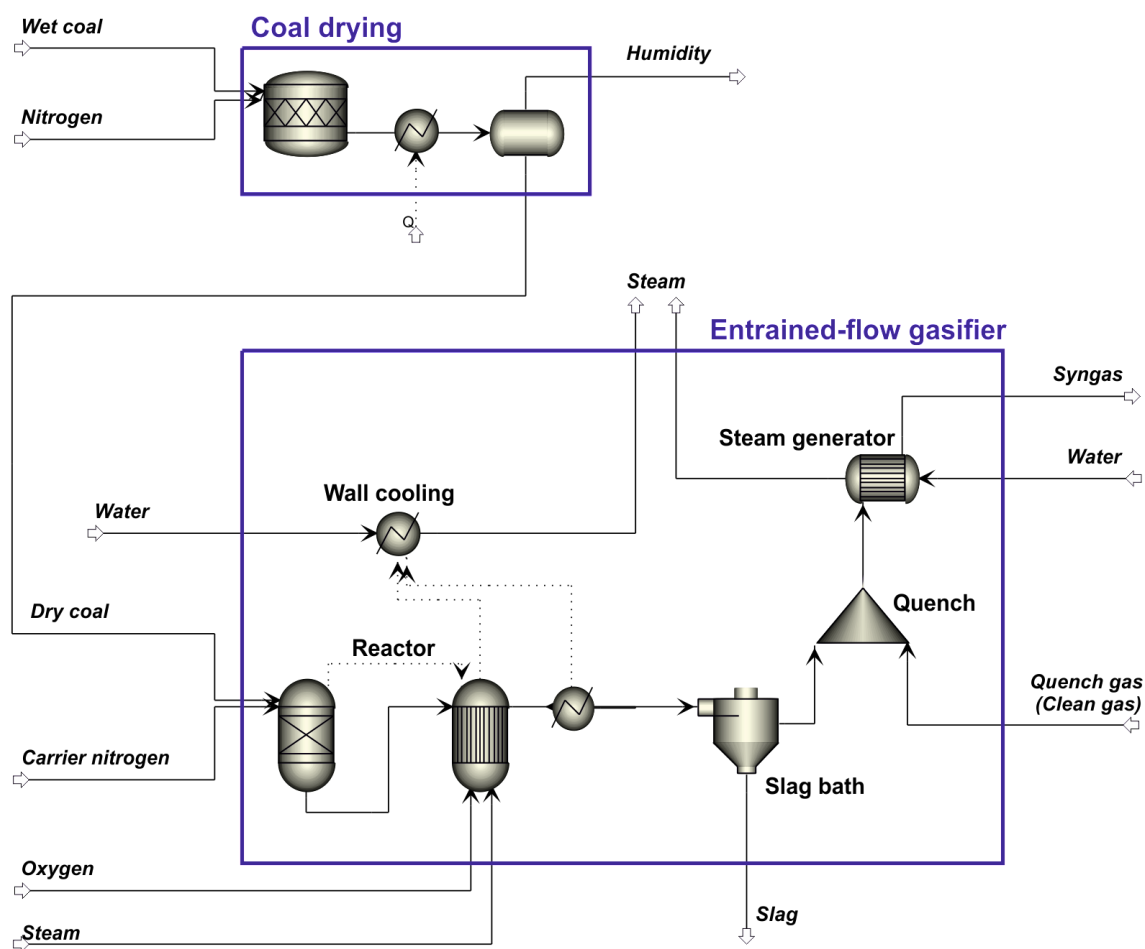 Wet coal
Coal drying
Humidity
Nitrogen
Q
Steam
Entrained-flow gasifier
Syngas
Steam generator
Water
Wall cooling
Water
Quench
Dry coal
Reactor
Quench gas
(Clean gas)
Carrier nitrogen
Slag bath
Oxygen
Slag
Steam